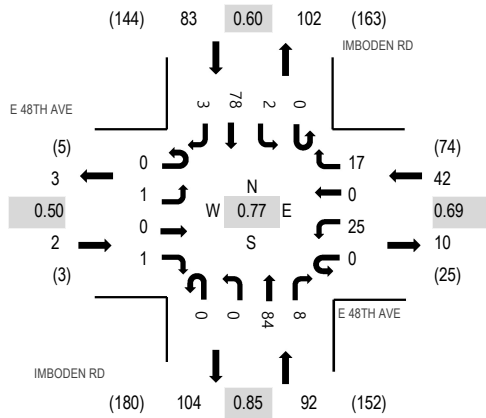 (144) 83 0.60 102 (163)
IMBODEN RD
E 48TH AVE
3 78 2 0
(5) (74)
0 17
3 42
1 N 0
0.50 W 0.77 E 0.69
0 25
2 S 10
1 0
(3) (25)
0 0 84 8
E 48TH AVE
IMBODEN RD
(180) 104 0.85 92 (152)